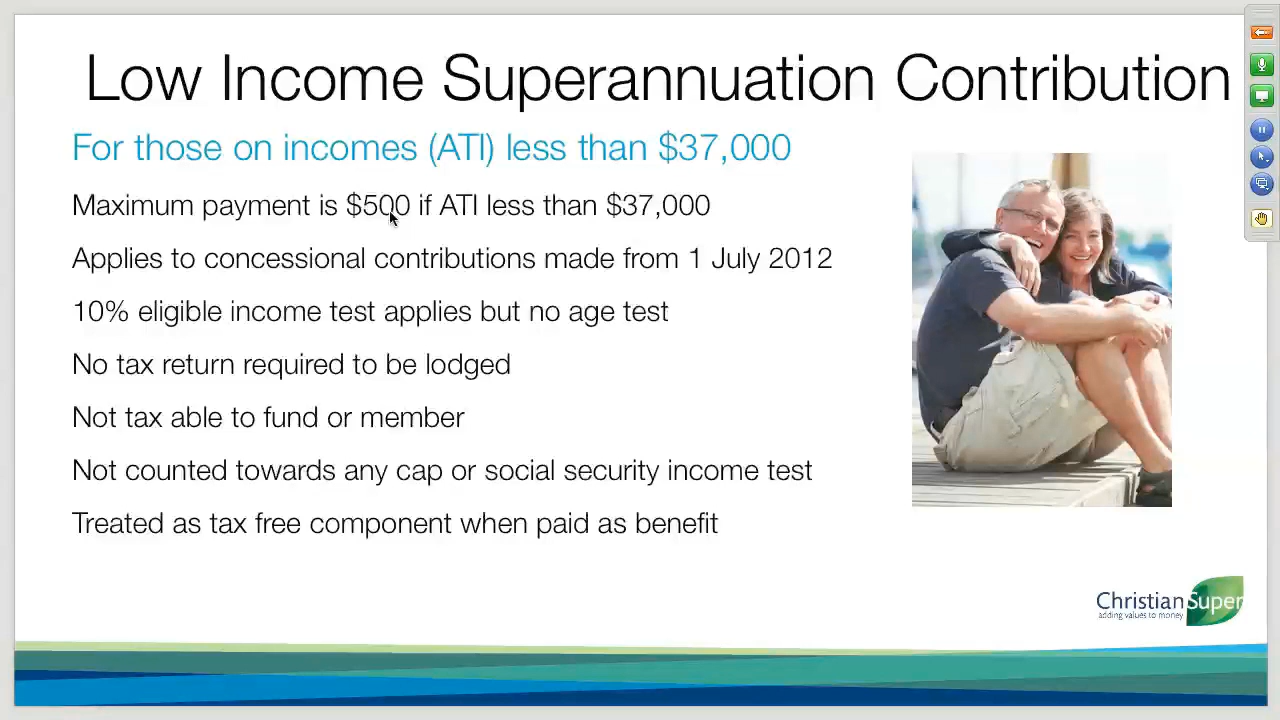 Low Income Superannuation Contribution
For those on incomes (ATI) less than $37,000
Maximum payment is $500 if ATI less than $37,000
Applies to concessional contributions made from 1 July 2012
10% eligible income test applies but no age test
No tax return required to be lodged
Not tax able to fund or member
Not counted towards any cap or social security income test
Treated as tax free component when paid as benefit
ChristianSuper
adding values to money